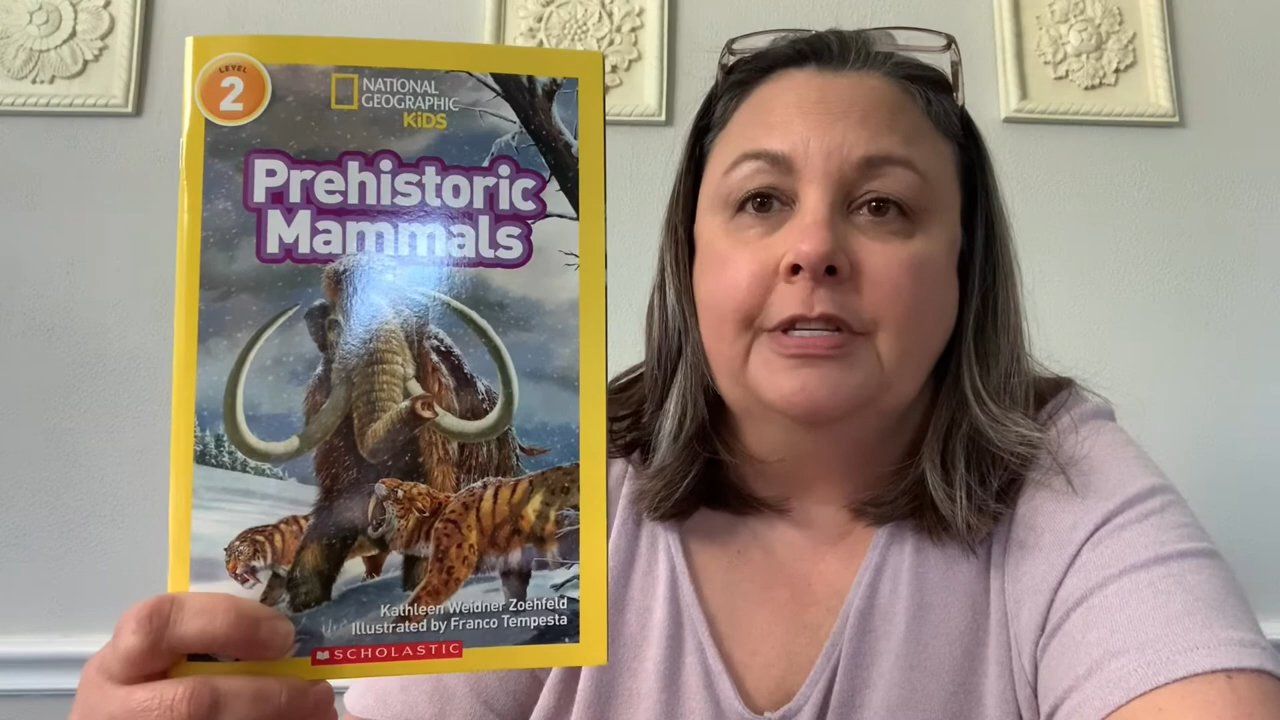 LEVEL
2
NATIONAL
GEOGRAPHIC
KiDS
Prehistoric
Mammals
Kathleen Weidner Zoehfeld
Illustrated by Franco Tempesta
SCHOLASTIC